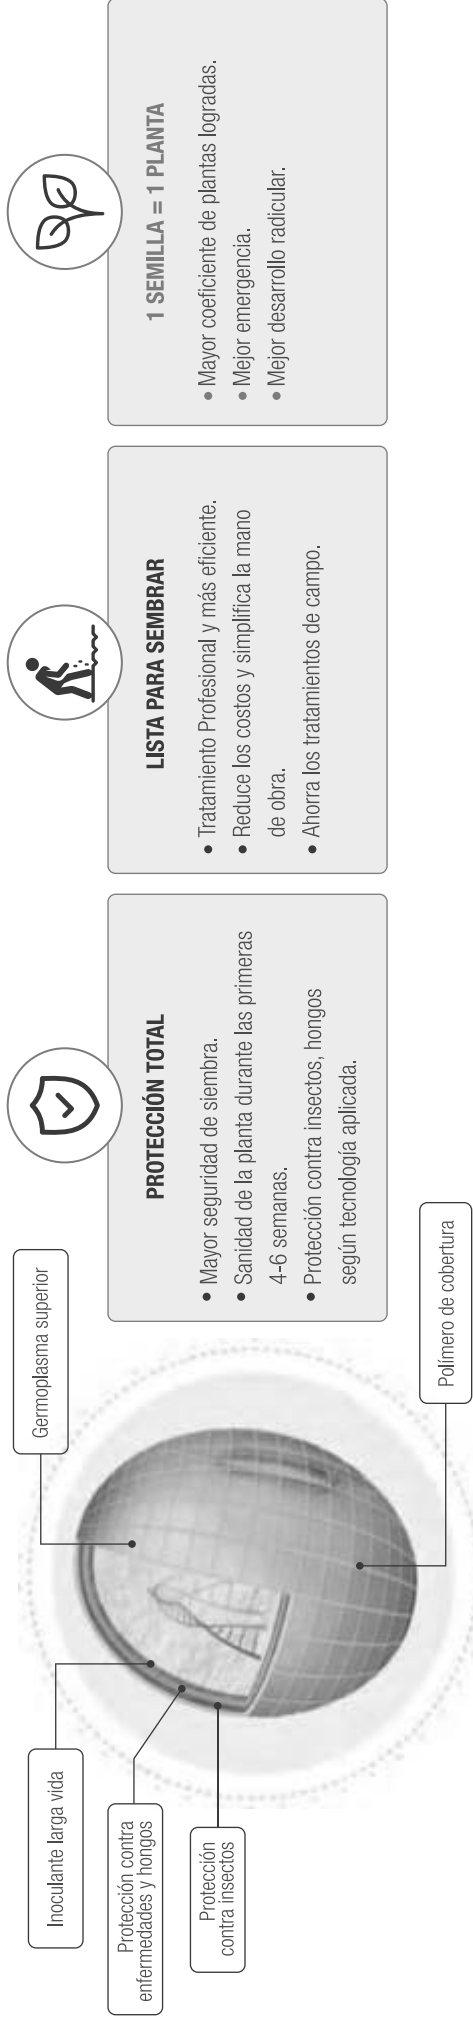 Germoplasma superior
Inoculante larga vida
Protección contra
enfermedades y hongos
Protección
contra insectos
Polímero de cobertura
PROTECCIÓN TOTAL
• Mayor seguridad de siembra.
• Sanidad de la planta durante las primeras
4-6 semanas.
• Protección contra insectos, hongos
según tecnología aplicada.
LISTA PARA SEMBRAR
• Tratamiento Profesional y más eficiente.
• Reduce los costos y simplifica la mano
de obra.
• Ahorra los tratamientos de campo.
1 SEMILLA = 1 PLANTA
• Mayor coeficiente de plantas logradas.
• Mejor emergencia.
• Mejor desarrollo radicular.